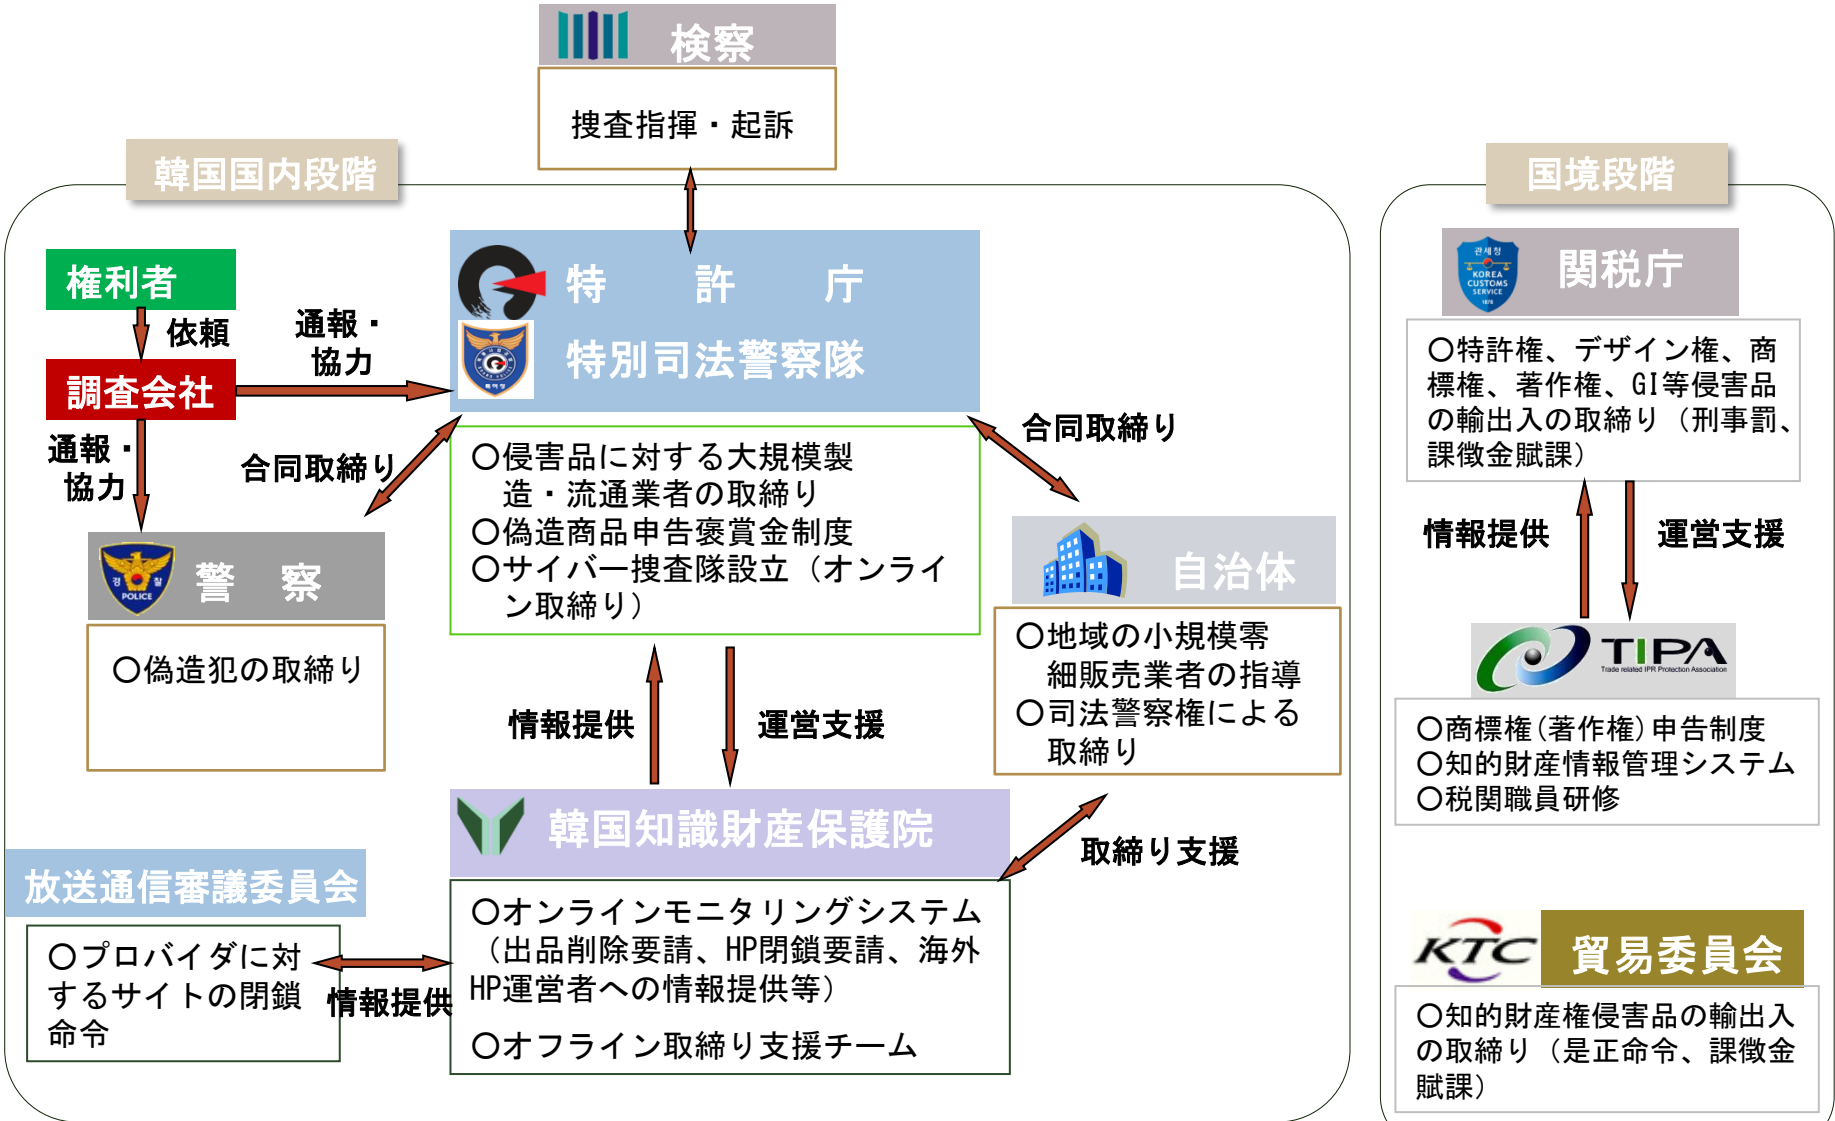 検察
捜査指揮・起訴
韓国国内段階
権利者
依頼
調査会社
通報・
協力
通報・
協力
特 許 庁
特別司法警察隊
合同取締り
合同取締り
○侵害品に対する大規模製
造・流通業者の取締り
○偽造商品申告褒賞金制度
○サイバー捜査隊設立（オンライ
ン取締り）
경 찰
POLICE
警 察
○偽造犯の取締り
自治体
○地域の小規模零
細販売業者の指導
○司法警察権による
取締り
情報提供
運営支援
韓国知識財産保護院
取締り支援
○オンラインモニタリングシステム
（出品削除要請、HP閉鎖要請、海外
HP運営者への情報提供等）
○オフライン取締り支援チーム
放送通信審議委員会
○プロバイダに対
するサイトの閉鎖
命令
情報提供
国境段階
관세청
KOREA
CUSTOMS
SERVICE
1878
関税庁
○特許権、デザイン権、商
標権、著作権、GI等侵害品
の輸出入の取締り（刑事罰、
課徴金賦課）
情報提供
運営支援
TIPA
Trade related IPR Protection Association
○商標権(著作権)申告制度
○知的財産情報管理システム
○税関職員研修
KTC
貿易委員会
○知的財産権侵害品の輸出入
の取締り（是正命令、課徴金
賦課）